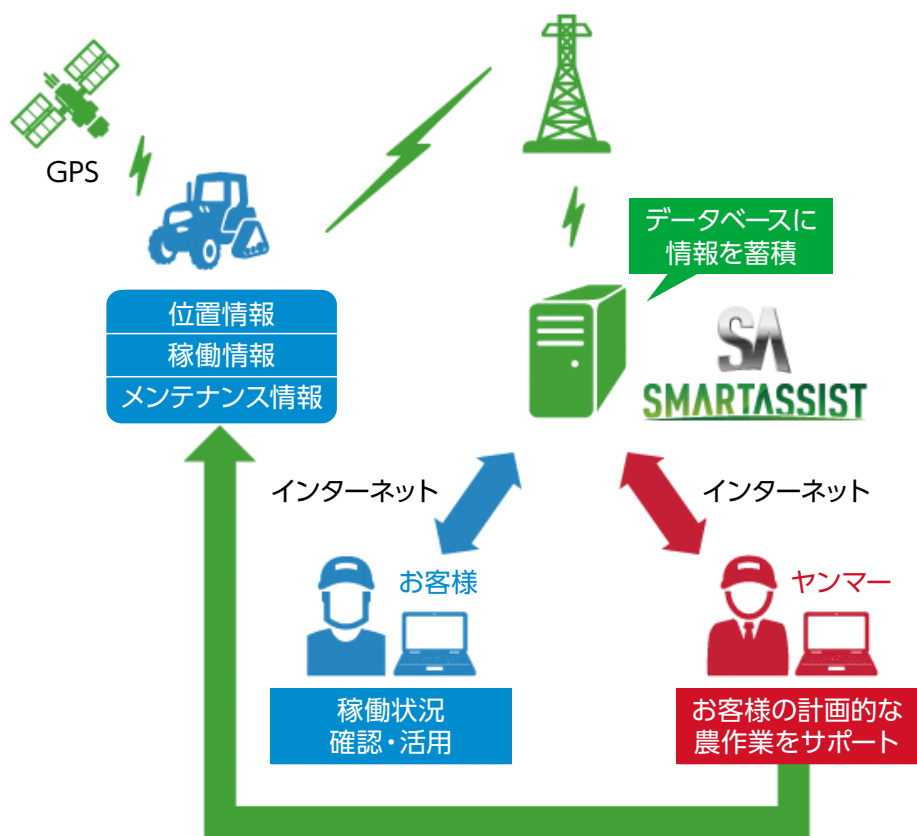 GPS
データベースに
情報を蓄積
位置情報
稼働情報
メンテナンス情報
SA
SMARTASSIST
インターネット
インターネット
お客様
ヤンマー
稼働状況
確認・活用
お客様の計画的な
農作業をサポート